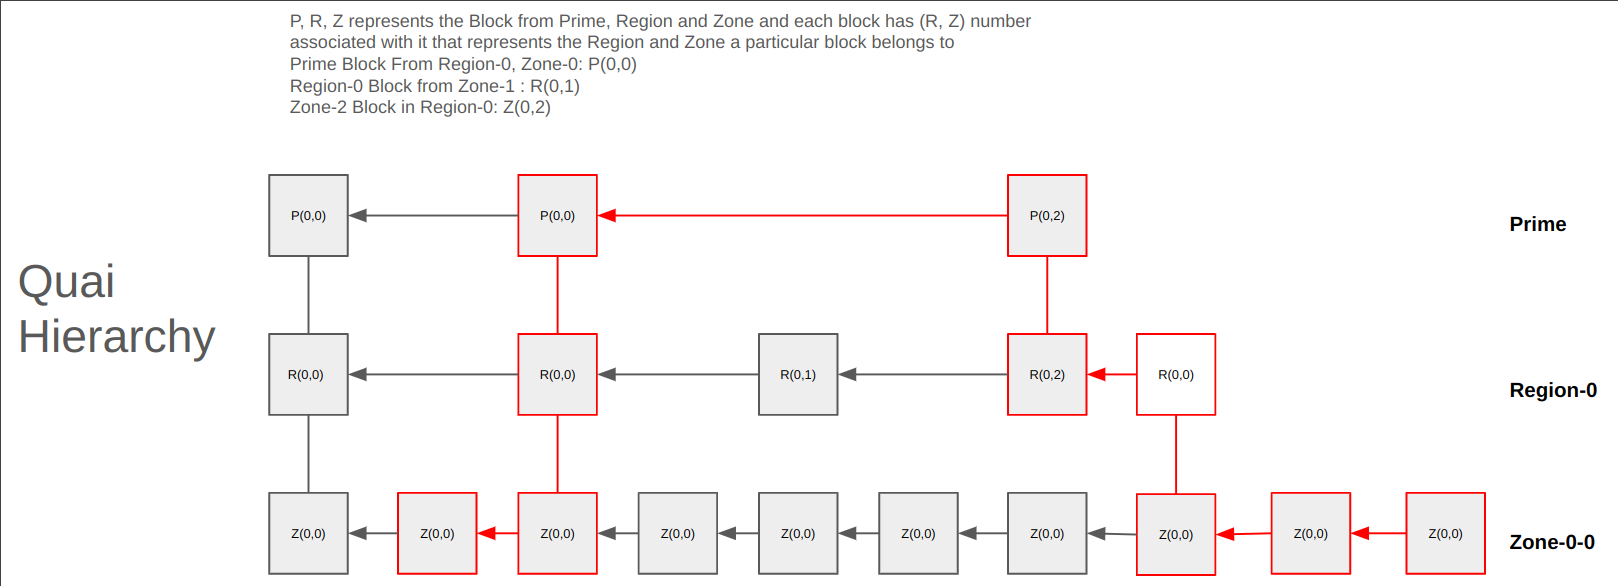 P, R, Z represents the Block from Prime, Region and Zone and each block has (R, Z) number
associated with it that represents the Region and Zone a particular block belongs to
Prime Block From Region-0, Zone-0: P(0,0)
Region-0 Block from Zone-1 : R(0,1)
Zone-2 Block in Region-0: Z(0,2)
Quai
Hierarchy
P(0,0) P(0,0) P(0,2) Prime
R(0,0) R(0,0) R(0,1) R(0,2) R(0,0) Region-0
Z(0,0) Z(0,0) Z(0,0) Z(0,0) Z(0,0) Z(0,0) Z(0,0) Z(0,0) Z(0,0) Z(0,0) Zone-0-0